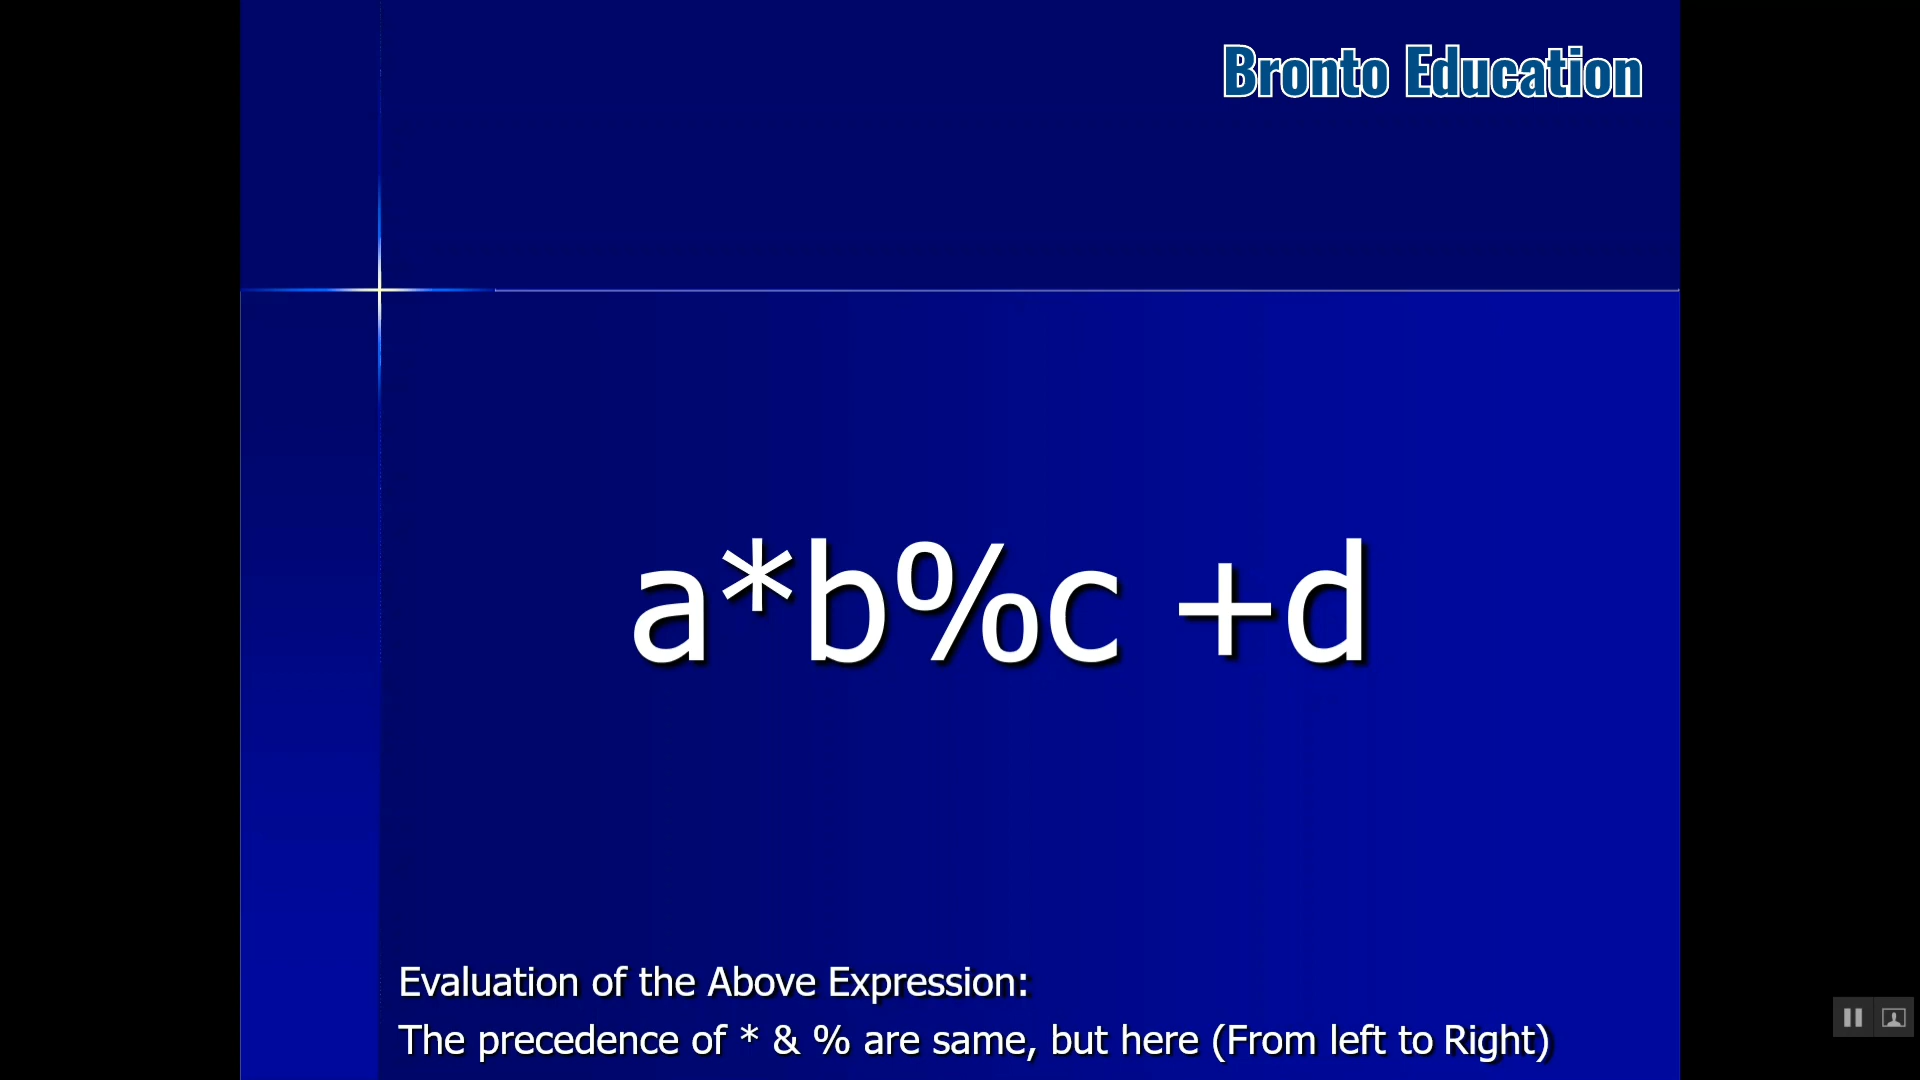 Bronto Education
a*b%c +d
Evaluation of the Above Expression:
The precedence of * & % are same, but here (From left to Right)